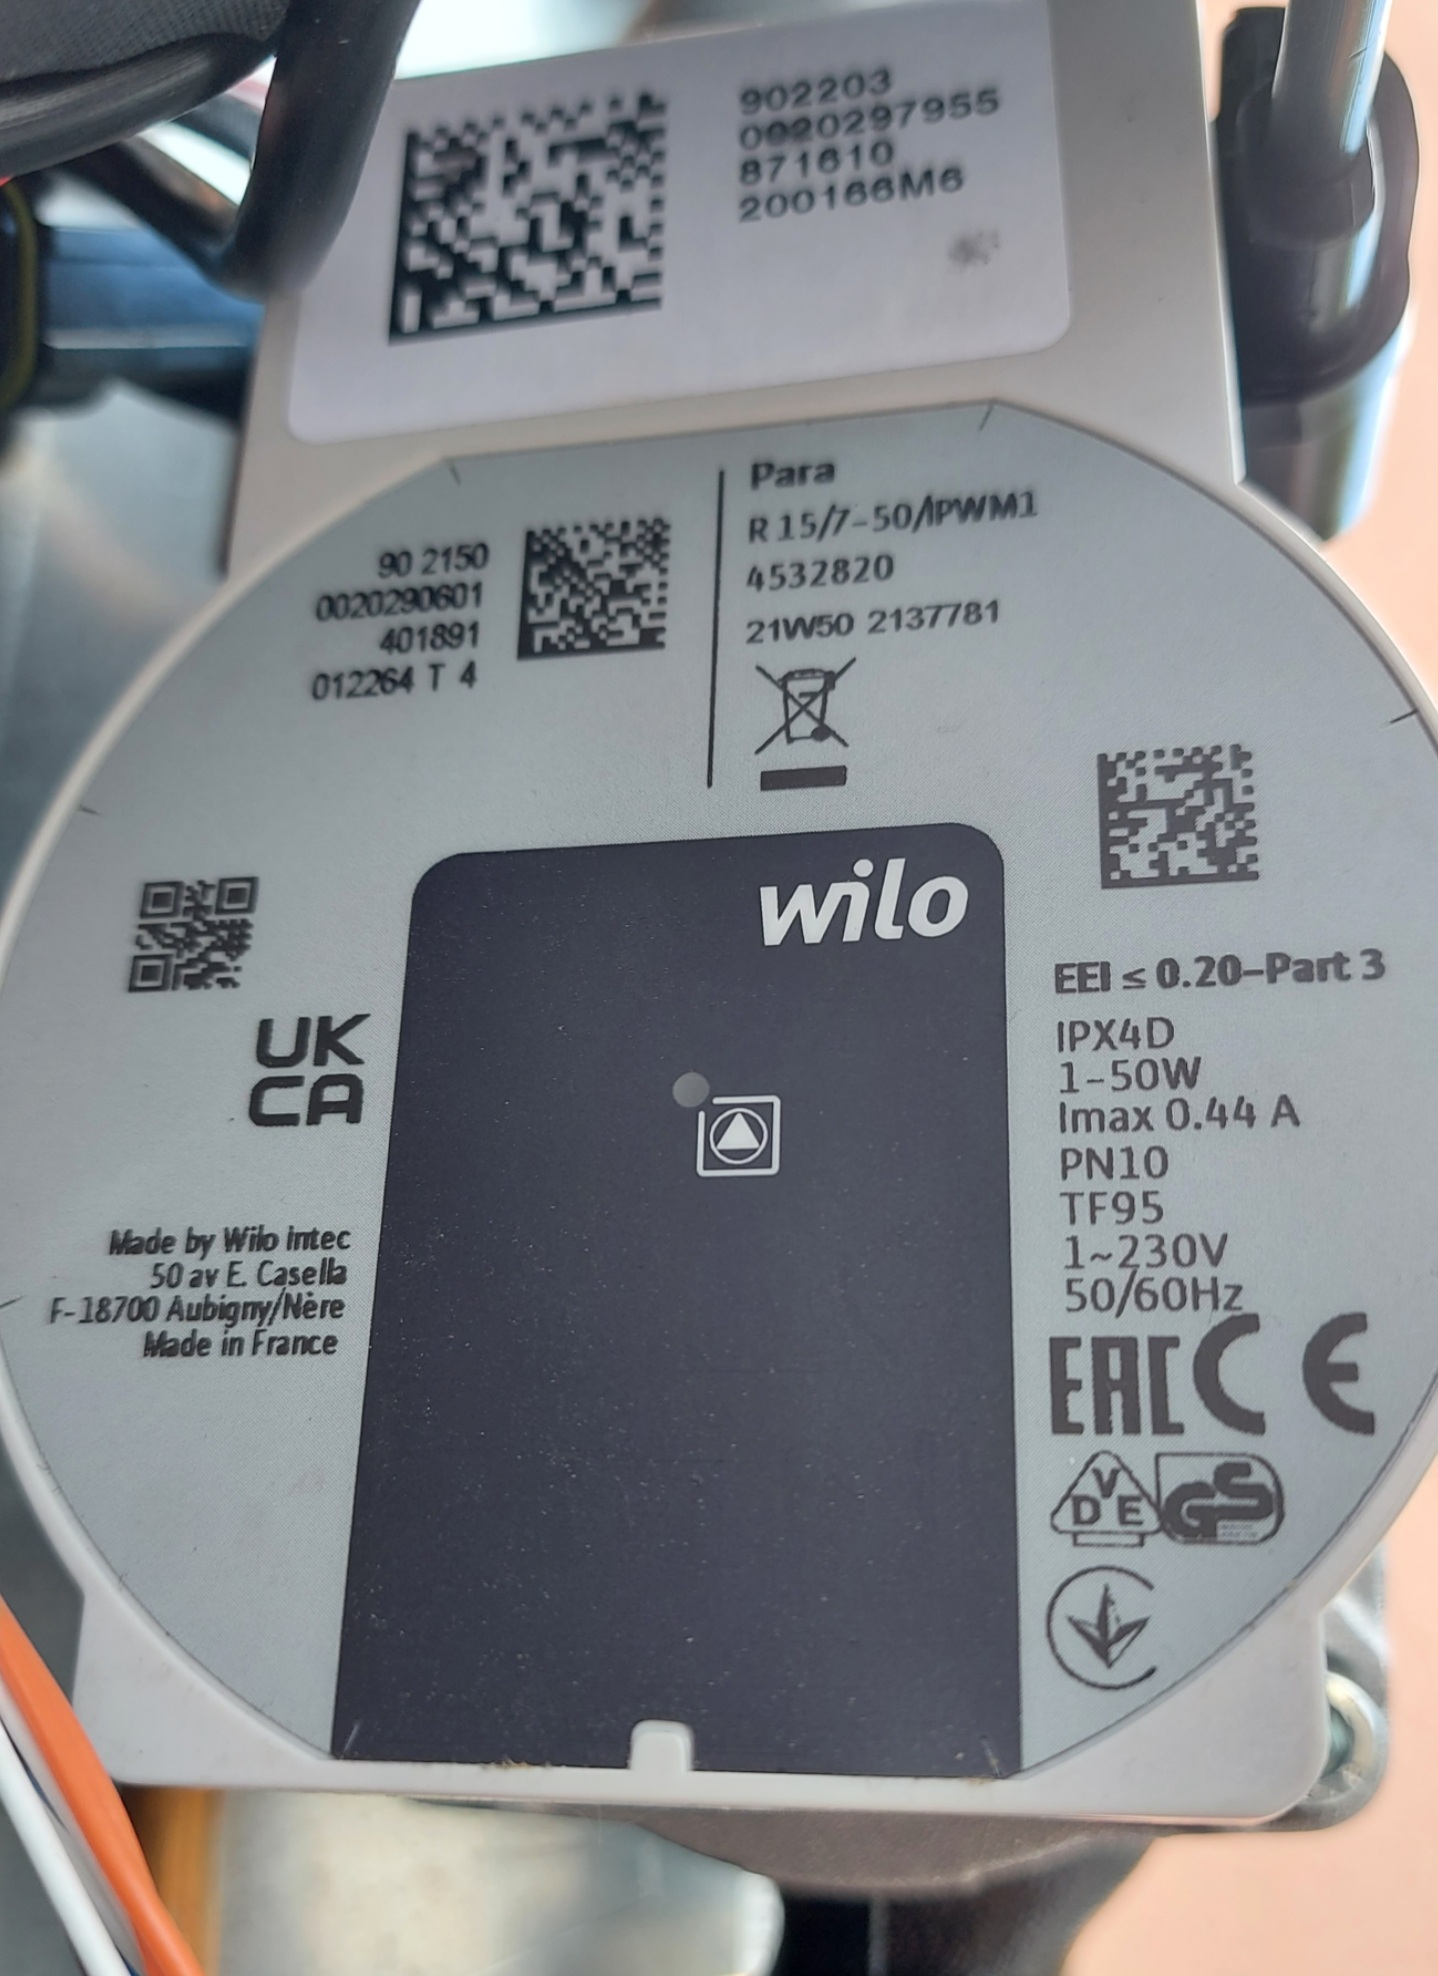 902203
0020297955
871610
200166M6
Para
R 15/7-50/iPWM1
4532820
21W50 2137781
90 2150
0020290601
401891
012264 T 4
wilo
UK
CA
EEI ≤ 0.20-Part 3
IPX4D
1-50W
Imax 0.44 A
PN10
TF95
1~230V
50/60Hz
Made by Wilo intec
50 av E. Casella
F-18700 Aubigny/Nère
Made in France
EAC CE
VDE GS